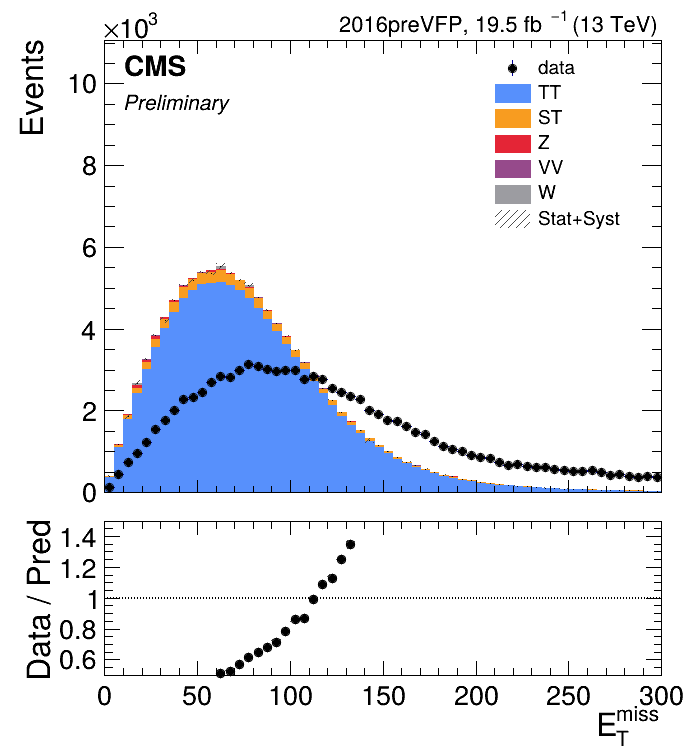 ×10³
2016preVFP, 19.5 fb⁻¹ (13 TeV)
Events
CMS
Preliminary
data
TT
ST
Z
VV
W
Stat+Syst
10
8
6
4
2
0
Data / Pred
1.4
1.2
1
0.8
0.6
0 50 100 150 200 250 300
E_T^miss